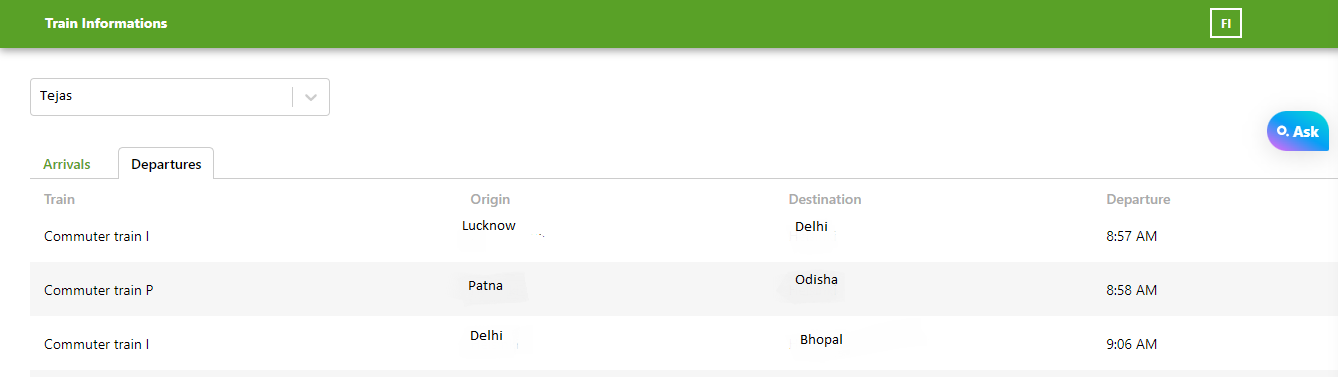 Train Informations FI
Tejas
Ask
Arrivals Departures
Train Origin Destination Departure
Commuter train I Lucknow Delhi 8:57 AM
Commuter train P Patna Odisha 8:58 AM
Commuter train I Delhi Bhopal 9:06 AM